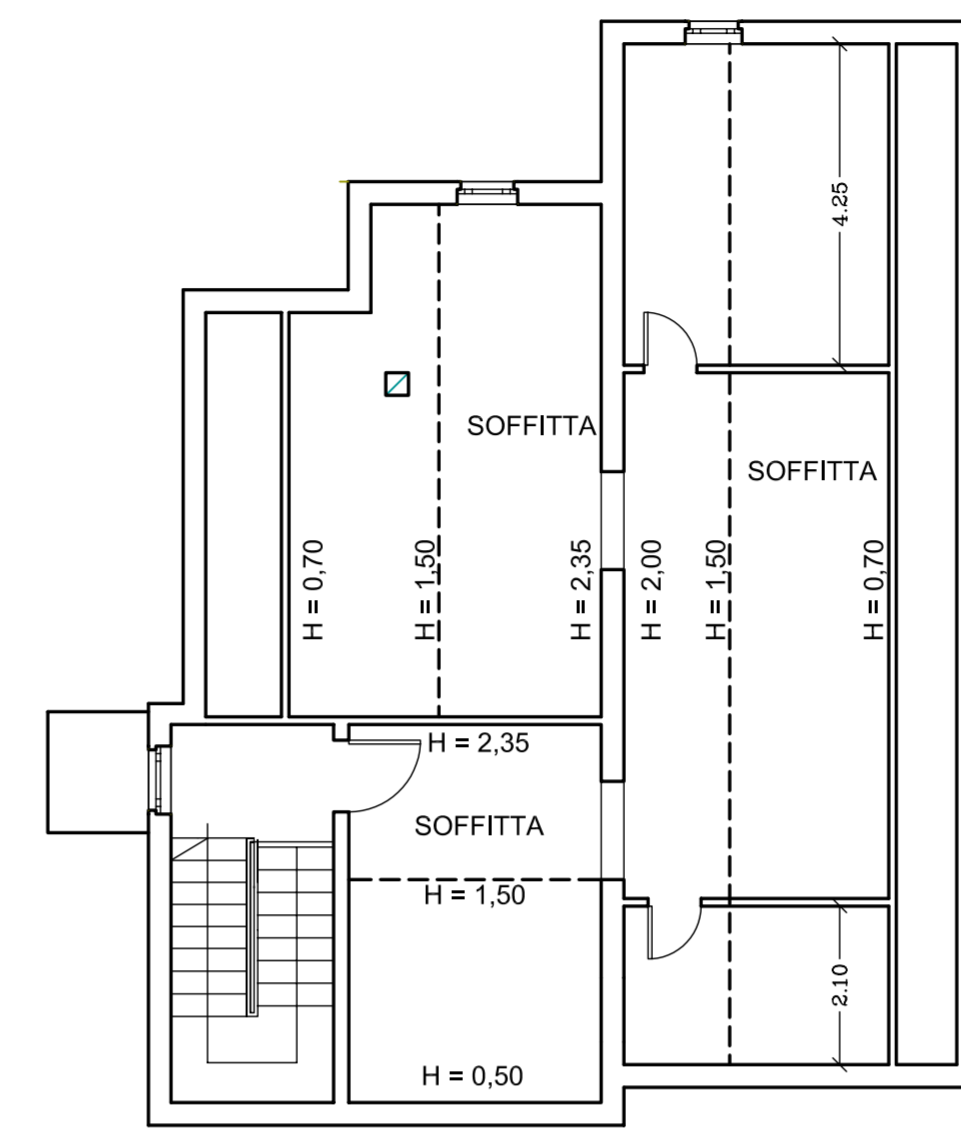 4.25
SOFFITTA
SOFFITTA
H = 0,70
H = 1,50
H = 2,35
H = 2,00
H = 1,50
H = 0,70
H = 2,35
SOFFITTA
H = 1,50
2.10
H = 0,50